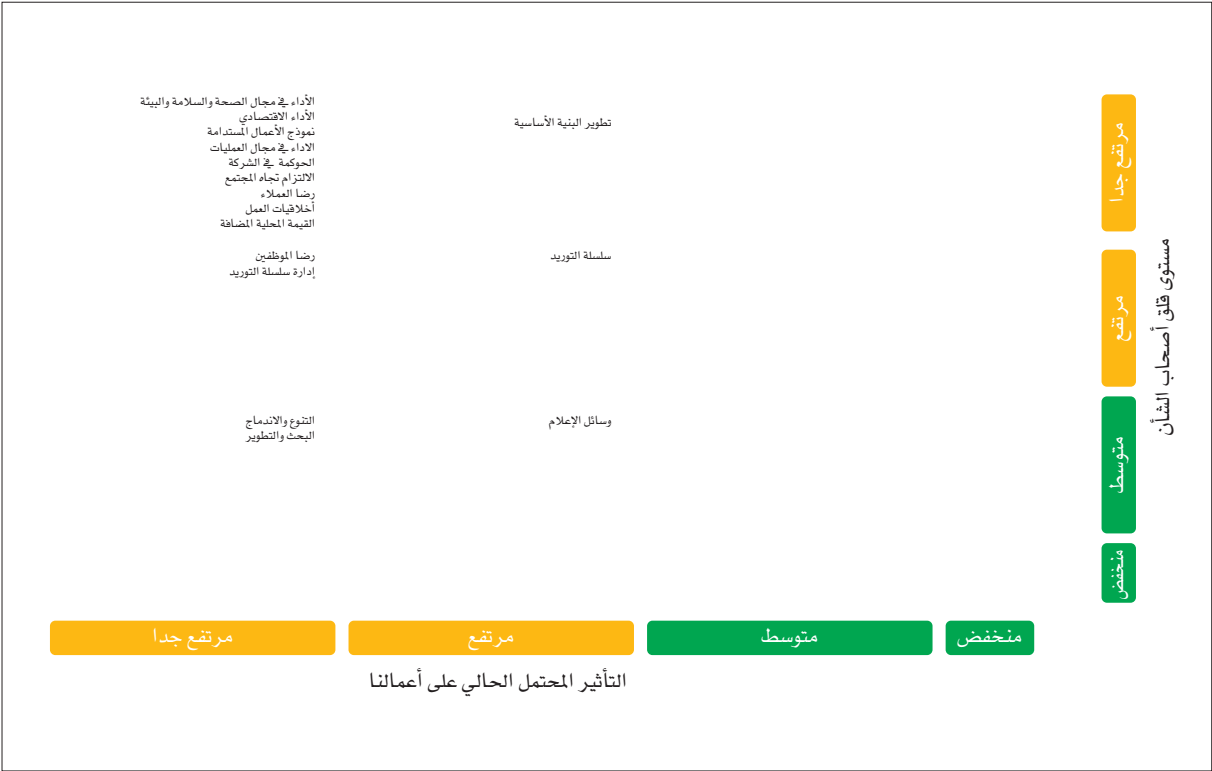 مرتفع جدا
مرتفع
متوسط
منخفض
مستوى قلق أصحاب الشأن
تطوير البنية الأساسية
سلسلة التوريد
وسائل الإعلام
الأداء في مجال الصحة والسلامة والبيئة
الأداء الاقتصادي
نموذج الأعمال المستدامة
الاداء في مجال العمليات
الحوكمة في الشركة
الالتزام تجاه المجتمع
رضا العملاء
أخلاقيات العمل
القيمة المحلية المضافة
رضا الموظفين
إدارة سلسلة التوريد
التنوع والاندماج
البحث والتطوير
منخفض
متوسط
مرتفع
مرتفع جدا
التأثير المحتمل الحالي على أعمالنا